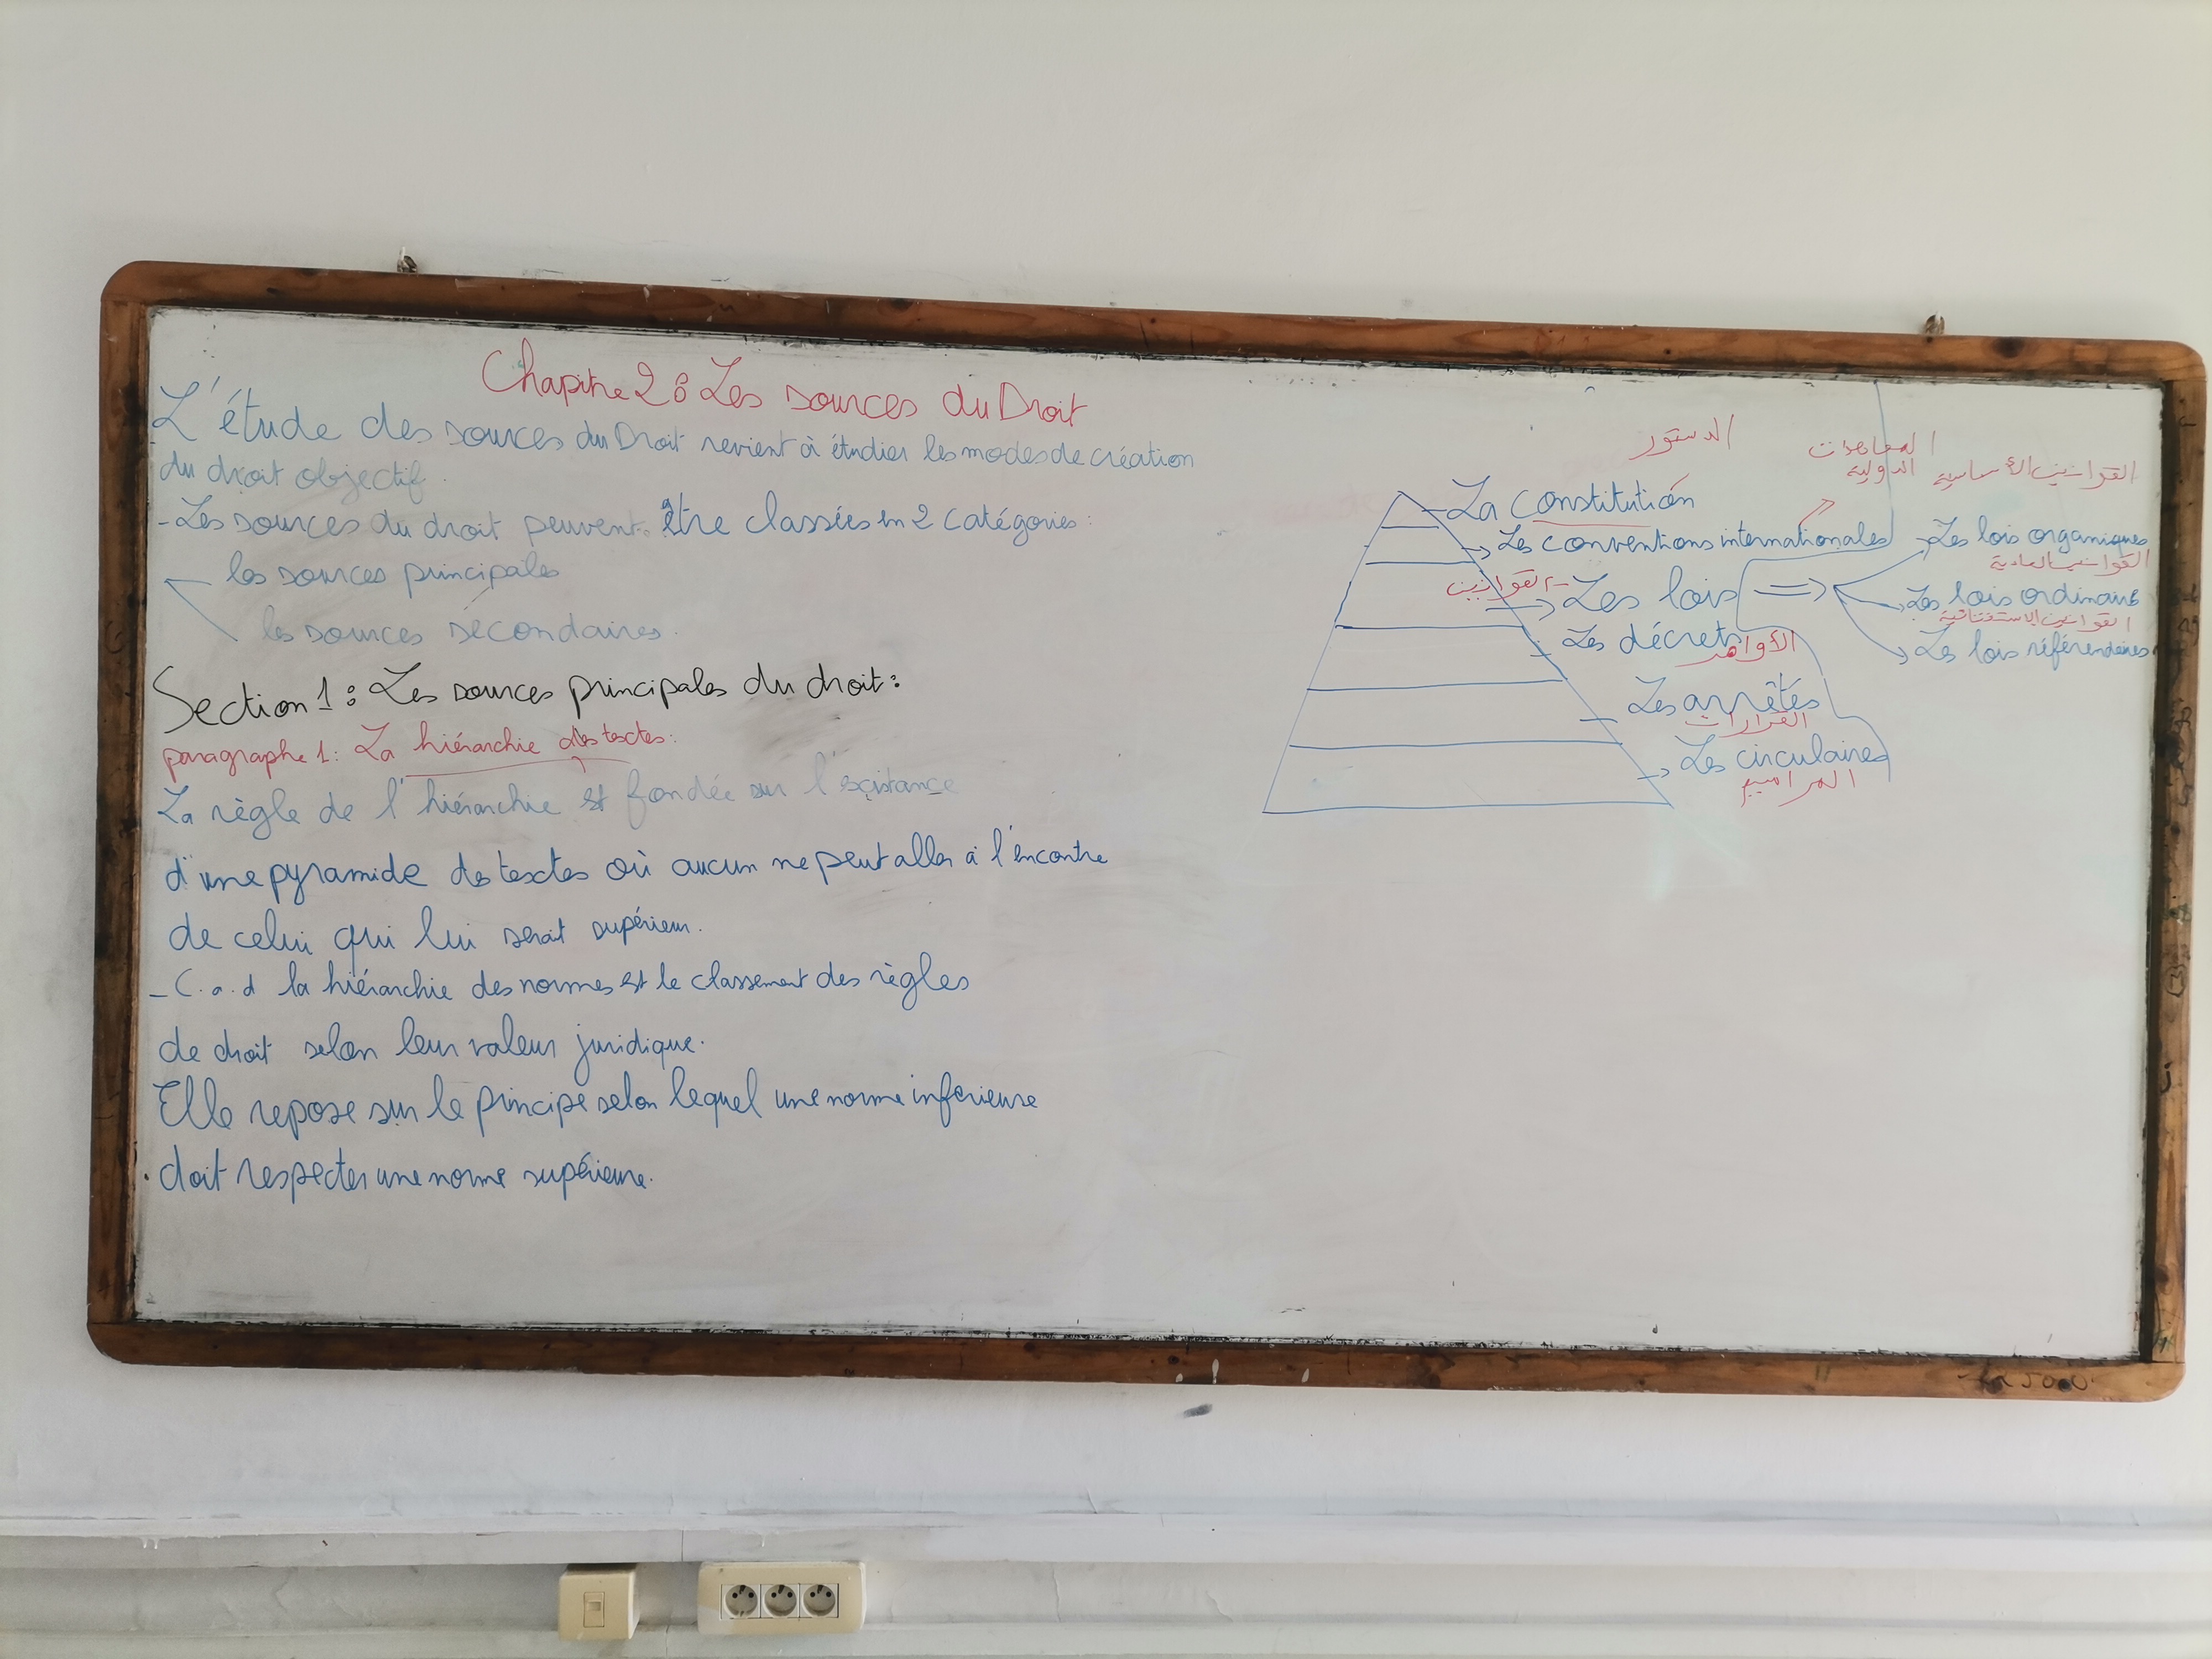 Chapitre 2 : Les sources du Droit
L'étude des sources du Droit revient à étudier les modes de création
du droit objectif.
- Les sources du droit peuvent être classées en 2 catégories :
les sources principales
les sources sécondaires.
Section 1 : Les sources principales du droit :
paragraphe 1 : La hiérarchie des textes :
La règle de l'hiérarchie est fondée sur l'existance
d'une pyramide des textes où aucun ne peut aller à l'encontre
de celui qui lui serait supérieur.
- C.a.d la hiérarchie des normes est le classement des règles
de droit selon leur valeur juridique.
Elle repose sur le principe selon lequel une norme inférieure
doit respecter une norme supérieure.
الدستور
المعاهدات
الدولية
القوانين الأساسية
La constitution
Les conventions internationales
Les lois organiques
القوانين العادية
القوانين
Les lois
Les lois ordinaires
القوانين الاستفتائية
Les décrets
الأوامر
Les lois référendaires
Les arrêtés
القرارات
Les circulaires